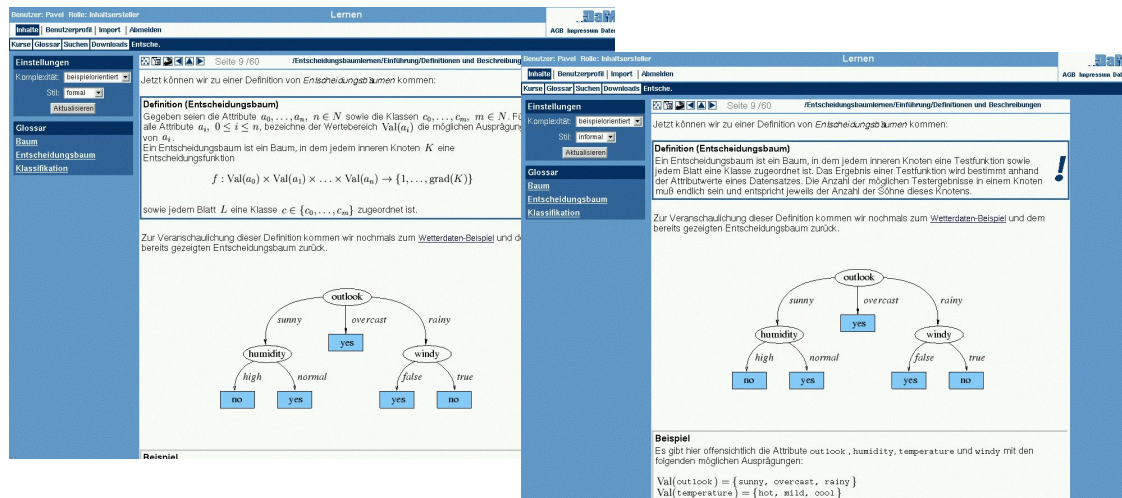 Benutzer: Pavel Rolle: Inhaltsersteller Lernen
Inhalte | Benutzerprofil | Import | Abmelden
AGB Impressum
Kurse Glossar Suchen Downloads Entsche.
Einstellungen
Komplexität: beispielorientiert
Stil: formal
Aktualisieren
Glossar
Baum
Entscheidungsbaum
Klassifikation
Seite 9 /60 /Entscheidungsbaumlernen/Einführung/Definitionen und Beschreibung
Jetzt können wir zu einer Definition von Entscheidungsbäumen kommen:
Definition (Entscheidungsbaum)
Gegeben seien die Attribute a₀, . . . , aₙ, n ∈ N sowie die Klassen c₀, . . . , cₘ, m ∈ N. Fü
alle Attribute aᵢ, 0 ≤ i ≤ n, bezeichne der Wertebereich Val(aᵢ) die möglichen Ausprägun
von aᵢ.
Ein Entscheidungsbaum ist ein Baum, in dem jedem inneren Knoten K eine
Entscheidungsfunktion
f : Val(a₀) × Val(a₁) × . . . × Val(aₙ) → {1, . . . , grad(K)}
sowie jedem Blatt L eine Klasse c ∈ {c₀, . . . , cₘ} zugeordnet ist.
Zur Veranschaulichung dieser Definition kommen wir nochmals zum Wetterdaten-Beispiel und d
bereits gezeigten Entscheidungsbaum zurück.
outlook
sunny overcast rainy
yes
humidity windy
high normal false true
no yes yes no
Beispiel
Benutzer: Pavel Rolle: Inhaltsersteller Lernen
Inhalte | Benutzerprofil | Import | Abmelden
AGB Impressum
Kurse Glossar Suchen Downloads Entsche.
Einstellungen
Komplexität: beispielorientiert
Stil: informal
Aktualisieren
Glossar
Baum
Entscheidungsbaum
Klassifikation
Seite 9 /60 /Entscheidungsbaumlernen/Einführung/Definitionen und Beschreibungen
Jetzt können wir zu einer Definition von Entscheidungsbäumen kommen:
Definition (Entscheidungsbaum)
Ein Entscheidungsbaum ist ein Baum, in dem jedem inneren Knoten eine Testfunktion sowie
jedem Blatt eine Klasse zugeordnet ist. Das Ergebnis einer Testfunktion wird bestimmt anhand
der Attributwerte eines Datensatzes. Die Anzahl der möglichen Testergebnisse in einem Knoten
muß endlich sein und entspricht jeweils der Anzahl der Söhne dieses Knotens.
!
Zur Veranschaulichung dieser Definition kommen wir nochmals zum Wetterdaten-Beispiel und dem
bereits gezeigten Entscheidungsbaum zurück.
outlook
sunny overcast rainy
yes
humidity windy
high normal false true
no yes yes no
Beispiel
Es gibt hier offensichtlich die Attribute outlook, humidity, temperature und windy mit den
folgenden möglichen Ausprägungen:
Val(outlook) = {sunny, overcast, rainy}
Val(temperature) = {hot, mild, cool}